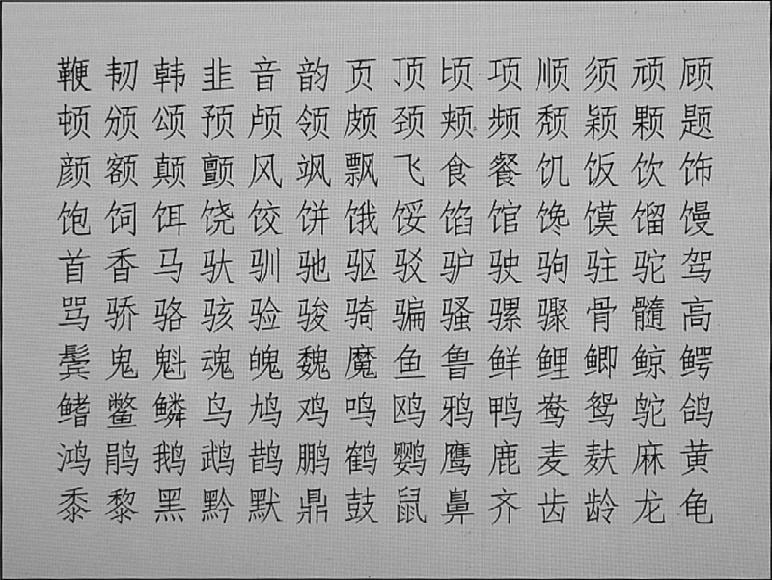 鞭韧韩韭音韵页顶顷项顺须顽顾
顿颁颂预颅领颇颈颊频颓颖颗题
颜额颠颤风飒飘飞食餐饥饭饮饰
饱饲饵饶饺饼饿馁馅馆馋馍馏馒
首香马驮驯驰驱驳驴驶驹驻驼驾
骂骄骆骇验骏骑骗骚骡骤骨髓高
鬓鬼魁魂魄魏魔鱼鲁鲜鲤鲫鲸鳄
鳍鳖鳞鸟鸠鸡鸣鸥鸦鸭鸯鸳鸵鸽
鸿鹃鹅鹉鹊鹏鹤鹦鹰鹿麦麸麻黄
黍黎黑黔默鼎鼓鼠鼻齐齿龄龙龟